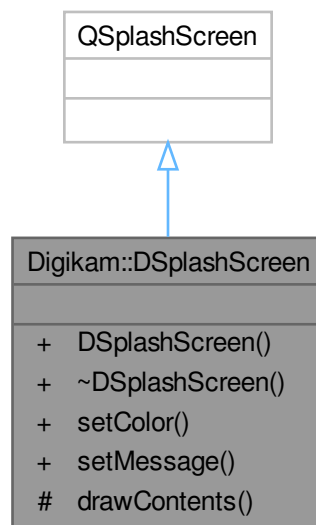 QSplashScreen
Digikam::DSplashScreen
+ DSplashScreen()
+ ~DSplashScreen()
+ setColor()
+ setMessage()
# drawContents()